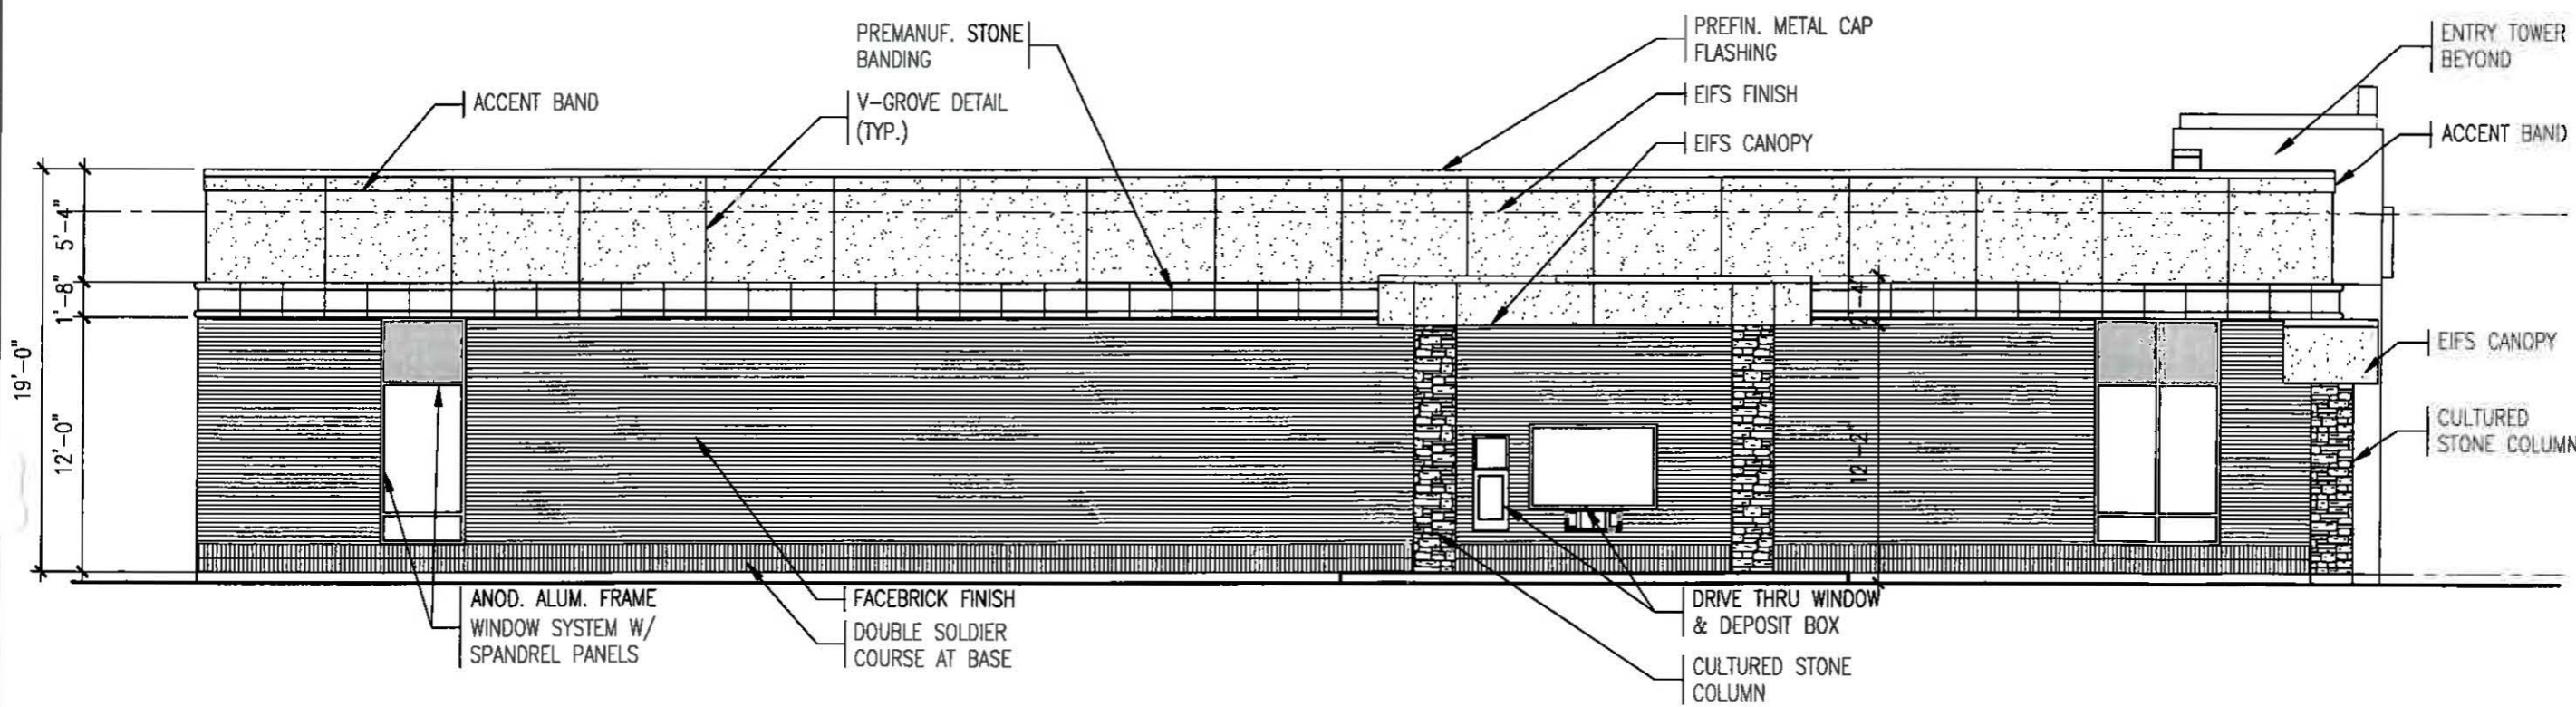 PREMANUF. STONE
BANDING
PREFIN. METAL CAP
FLASHING
ENTRY TOWER
BEYOND
ACCENT BAND
V-GROVE DETAIL
(TYP.)
EIFS FINISH
EIFS CANOPY
ACCENT BAND
5'-4"
1'-8"
19'-0"
12'-0"
2'-4"
12'-2"
EIFS CANOPY
CULTURED
STONE COLUMN
ANOD. ALUM. FRAME
WINDOW SYSTEM W/
SPANDREL PANELS
FACEBRICK FINISH
DOUBLE SOLDIER
COURSE AT BASE
DRIVE THRU WINDOW
& DEPOSIT BOX
CULTURED STONE
COLUMN